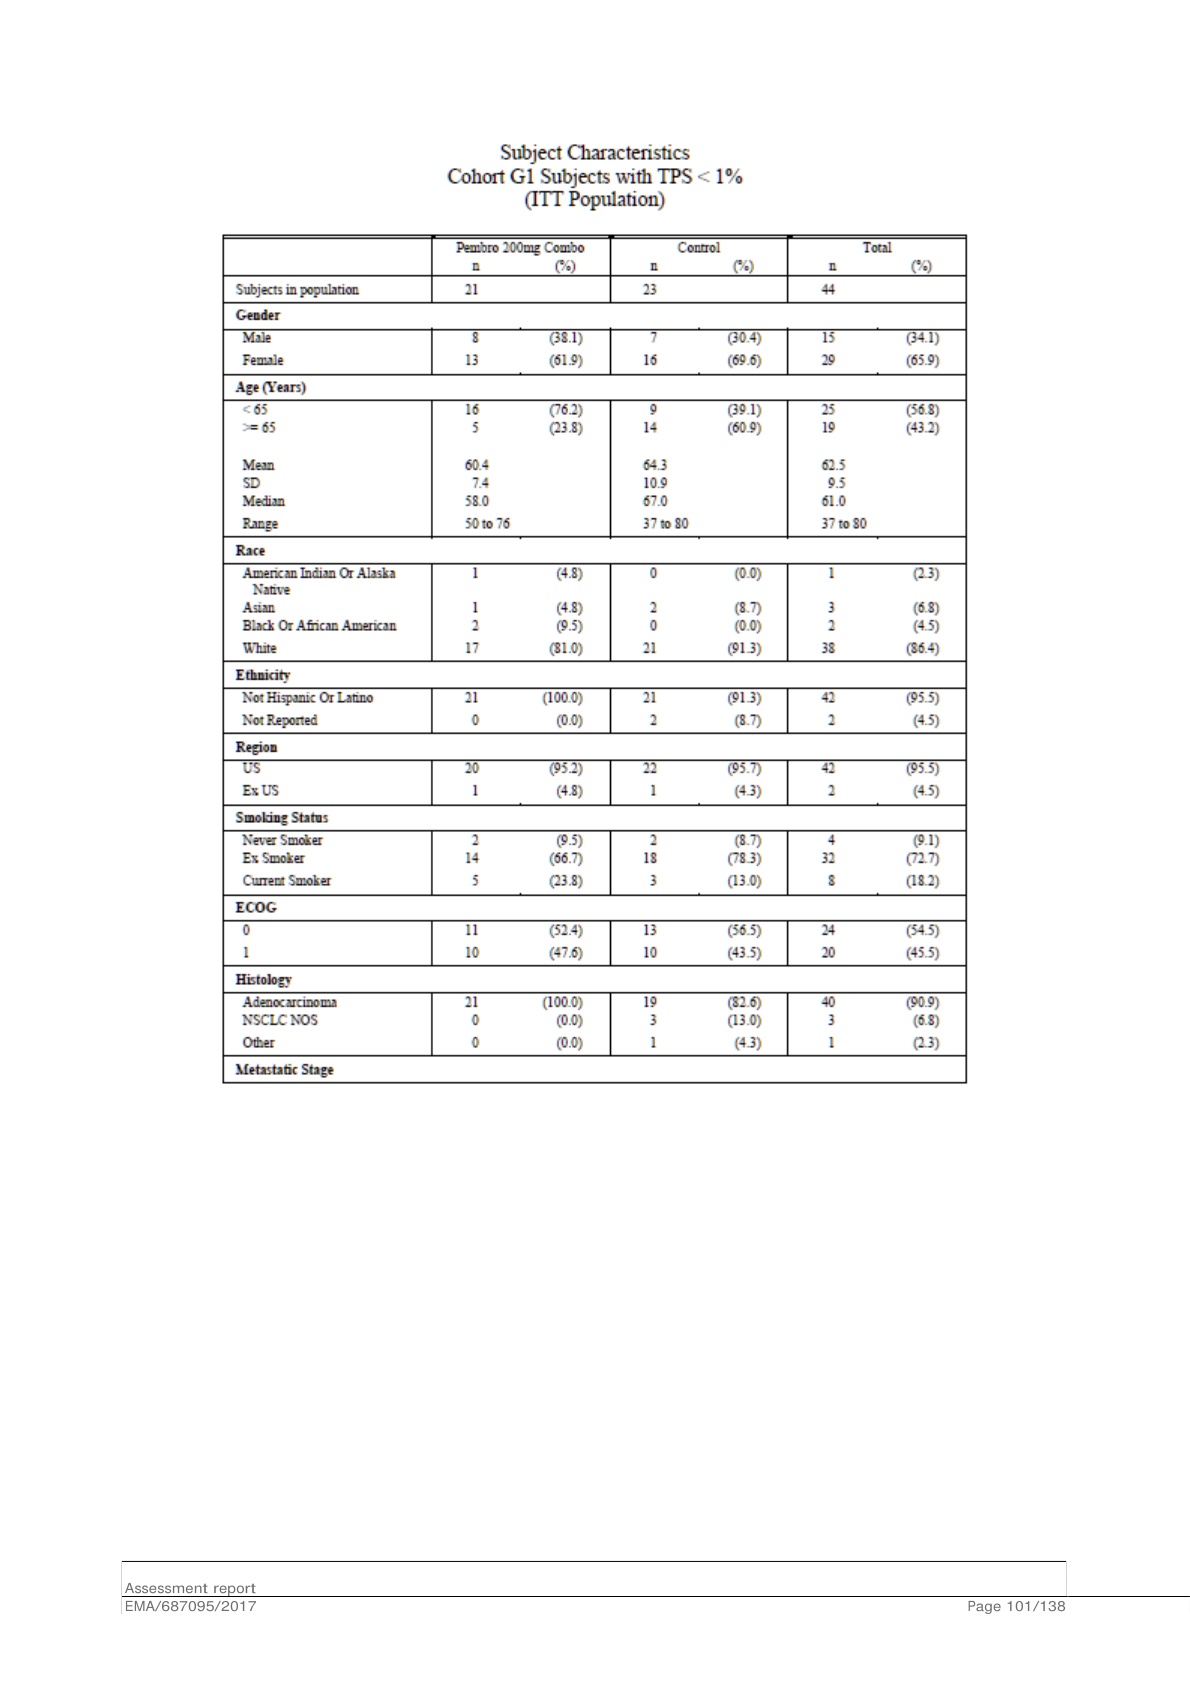 Subject Characteristics
Cohort G1 Subjects with TPS < 1%
(ITT Population)
Pembro 200mg Combo Control Total
n (%) n (%) n (%)
Subjects in population 21 23 44
Gender
Male 8 (38.1) 7 (30.4) 15 (34.1)
Female 13 (61.9) 16 (69.6) 29 (65.9)
Age (Years)
< 65 16 (76.2) 9 (39.1) 25 (56.8)
>= 65 5 (23.8) 14 (60.9) 19 (43.2)
Mean 60.4 64.3 62.5
SD 7.4 10.9 9.5
Median 58.0 67.0 61.0
Range 50 to 76 37 to 80 37 to 80
Race
American Indian Or Alaska 1 (4.8) 0 (0.0) 1 (2.3)
Native
Asian 1 (4.8) 2 (8.7) 3 (6.8)
Black Or African American 2 (9.5) 0 (0.0) 2 (4.5)
White 17 (81.0) 21 (91.3) 38 (86.4)
Ethnicity
Not Hispanic Or Latino 21 (100.0) 21 (91.3) 42 (95.5)
Not Reported 0 (0.0) 2 (8.7) 2 (4.5)
Region
US 20 (95.2) 22 (95.7) 42 (95.5)
Ex US 1 (4.8) 1 (4.3) 2 (4.5)
Smoking Status
Never Smoker 2 (9.5) 2 (8.7) 4 (9.1)
Ex Smoker 14 (66.7) 18 (78.3) 32 (72.7)
Current Smoker 5 (23.8) 3 (13.0) 8 (18.2)
ECOG
0 11 (52.4) 13 (56.5) 24 (54.5)
1 10 (47.6) 10 (43.5) 20 (45.5)
Histology
Adenocarcinoma 21 (100.0) 19 (82.6) 40 (90.9)
NSCLC NOS 0 (0.0) 3 (13.0) 3 (6.8)
Other 0 (0.0) 1 (4.3) 1 (2.3)
Metastatic Stage
Assessment report
EMA/687095/2017 Page 101/138